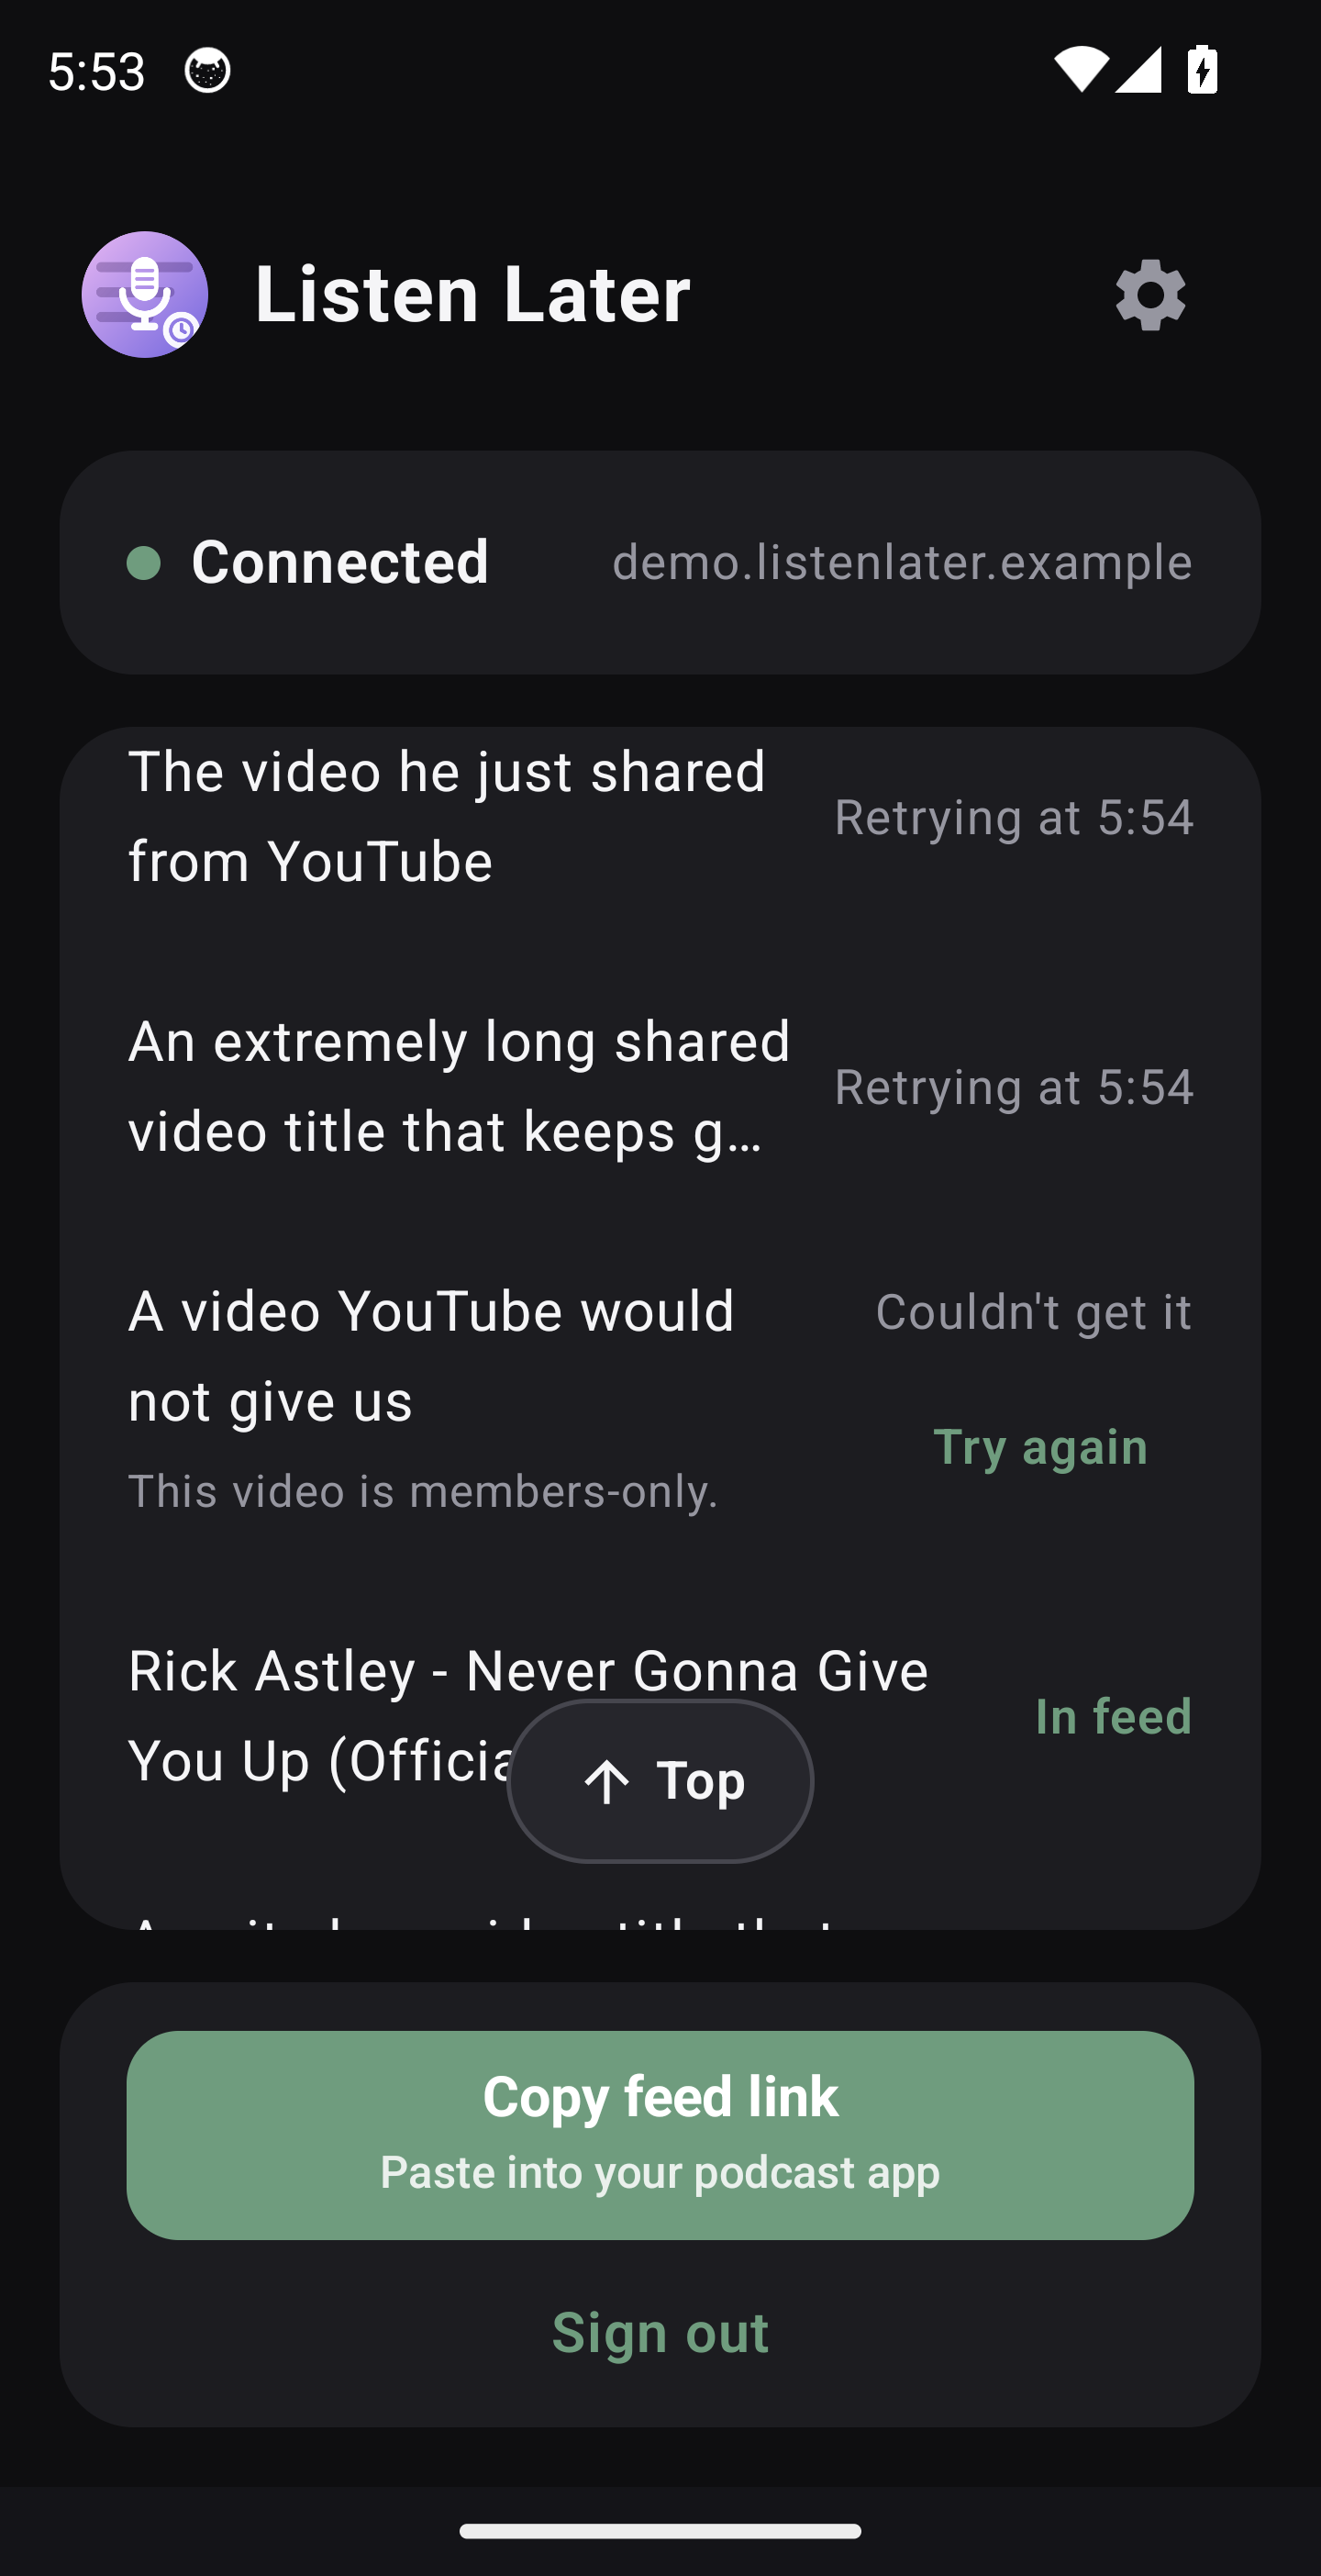 5:53
Listen Later
Connected
demo.listenlater.example
The video he just shared
from YouTube
Retrying at 5:54
An extremely long shared
video title that keeps g…
Retrying at 5:54
A video YouTube would
not give us
This video is members-only.
Couldn't get it
Try again
Rick Astley - Never Gonna Give
You Up (Officia
In feed
Top
Copy feed link
Paste into your podcast app
Sign out